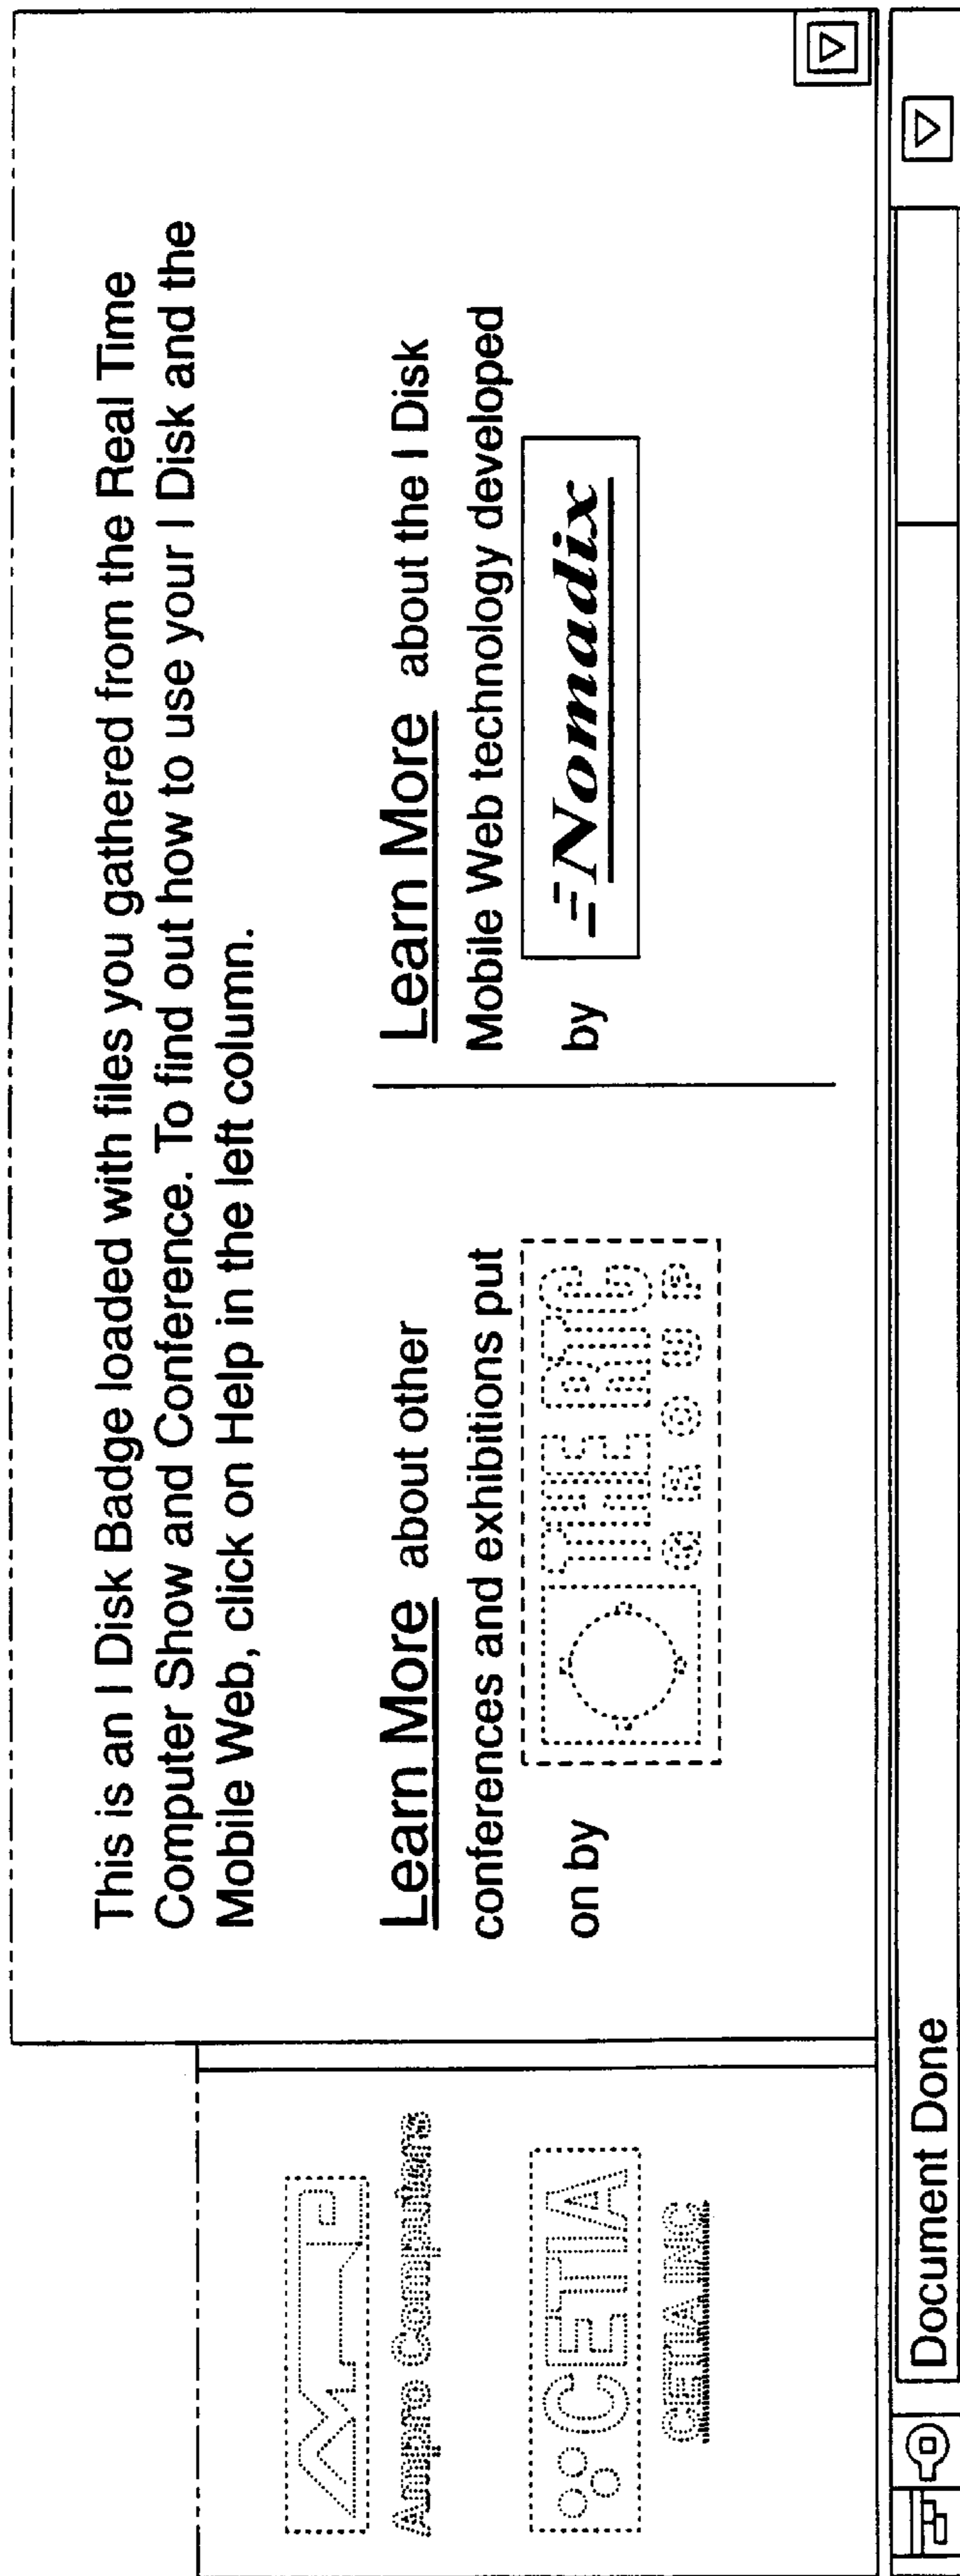 This is an I Disk Badge loaded with files you gathered from the Real Time
Computer Show and Conference. To find out how to use your I Disk and the
Mobile Web, click on Help in the left column.
Learn More about other
conferences and exhibitions put
on by THE RTC
GROUP
Learn More about the I Disk
Mobile Web technology developed
by Nomadix
Ampro Computers
CETIA
CETIA INC
Document Done